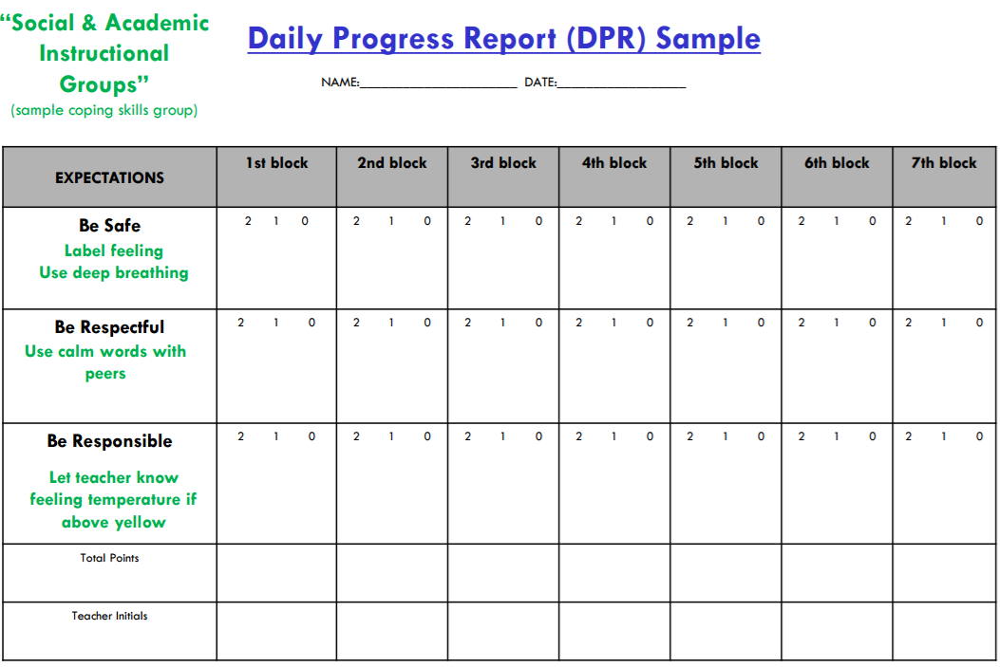 “Social & Academic
Instructional
Groups”
(sample coping skills group)
Daily Progress Report (DPR) Sample
NAME:______________________ DATE:__________________
EXPECTATIONS 1st block 2nd block 3rd block 4th block 5th block 6th block 7th block
Be Safe 2 1 0 2 1 0 2 1 0 2 1 0 2 1 0 2 1 0 2 1 0
Label feeling
Use deep breathing
Be Respectful 2 1 0 2 1 0 2 1 0 2 1 0 2 1 0 2 1 0 2 1 0
Use calm words with
peers
Be Responsible 2 1 0 2 1 0 2 1 0 2 1 0 2 1 0 2 1 0 2 1 0
Let teacher know
feeling temperature if
above yellow
Total Points
Teacher Initials